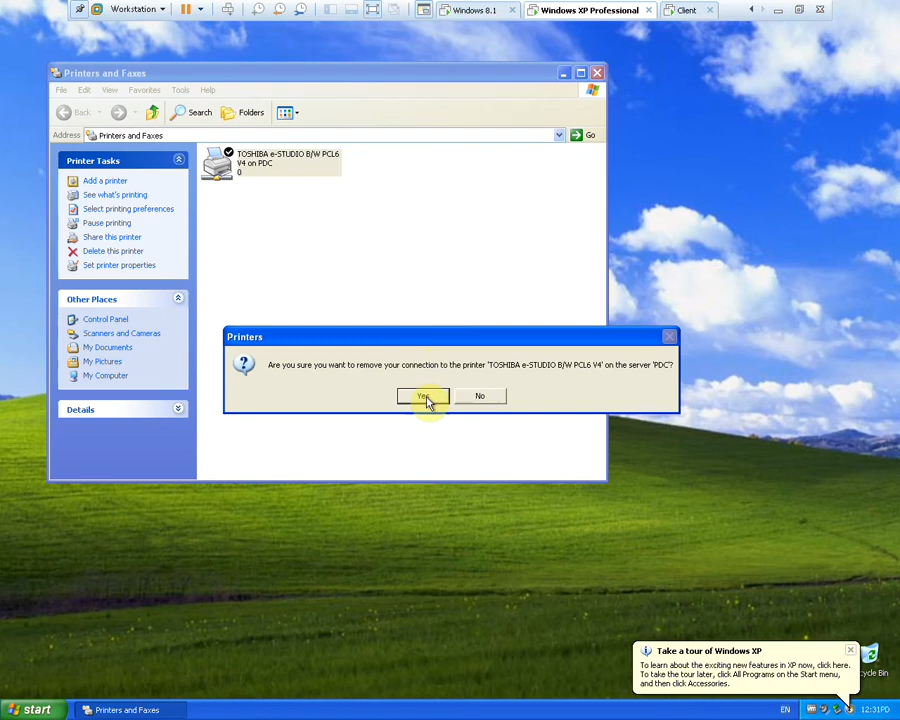 Workstation
Windows 8.1
Windows XP Professional
Client
Printers and Faxes
File Edit View Favorites Tools Help
Back
Search
Folders
Address
Printers and Faxes
Go
Printer Tasks
Add a printer
See what's printing
Select printing preferences
Pause printing
Share this printer
Delete this printer
Set printer properties
Other Places
Control Panel
Scanners and Cameras
My Documents
My Pictures
My Computer
Details
TOSHIBA e-STUDIO B/W PCL6
V4 on PDC
0
Printers
Are you sure you want to remove your connection to the printer 'TOSHIBA e-STUDIO B/W PCL6 V4' on the server 'PDC'?
Yes
No
Take a tour of Windows XP
To learn about the exciting new features in XP now, click here.
To take the tour later, click All Programs on the Start menu,
and then click Accessories.
cycle Bin
start
Printers and Faxes
EN
12:31PD